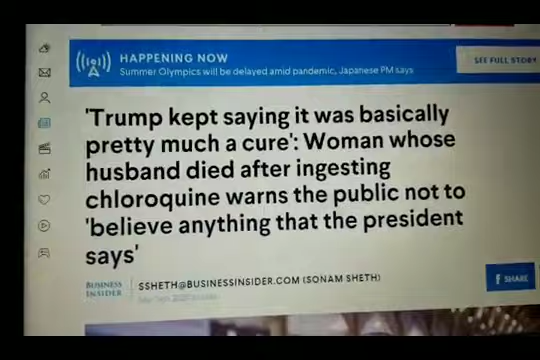 HAPPENING NOW
Summer Olympics will be delayed amid pandemic, Japanese PM says
SEE FULL STORY
'Trump kept saying it was basically
pretty much a cure': Woman whose
husband died after ingesting
chloroquine warns the public not to
'believe anything that the president
says'
BUSINESS
INSIDER
SSHETH@BUSINESSINSIDER.COM (SONAM SHETH)
f SHARE